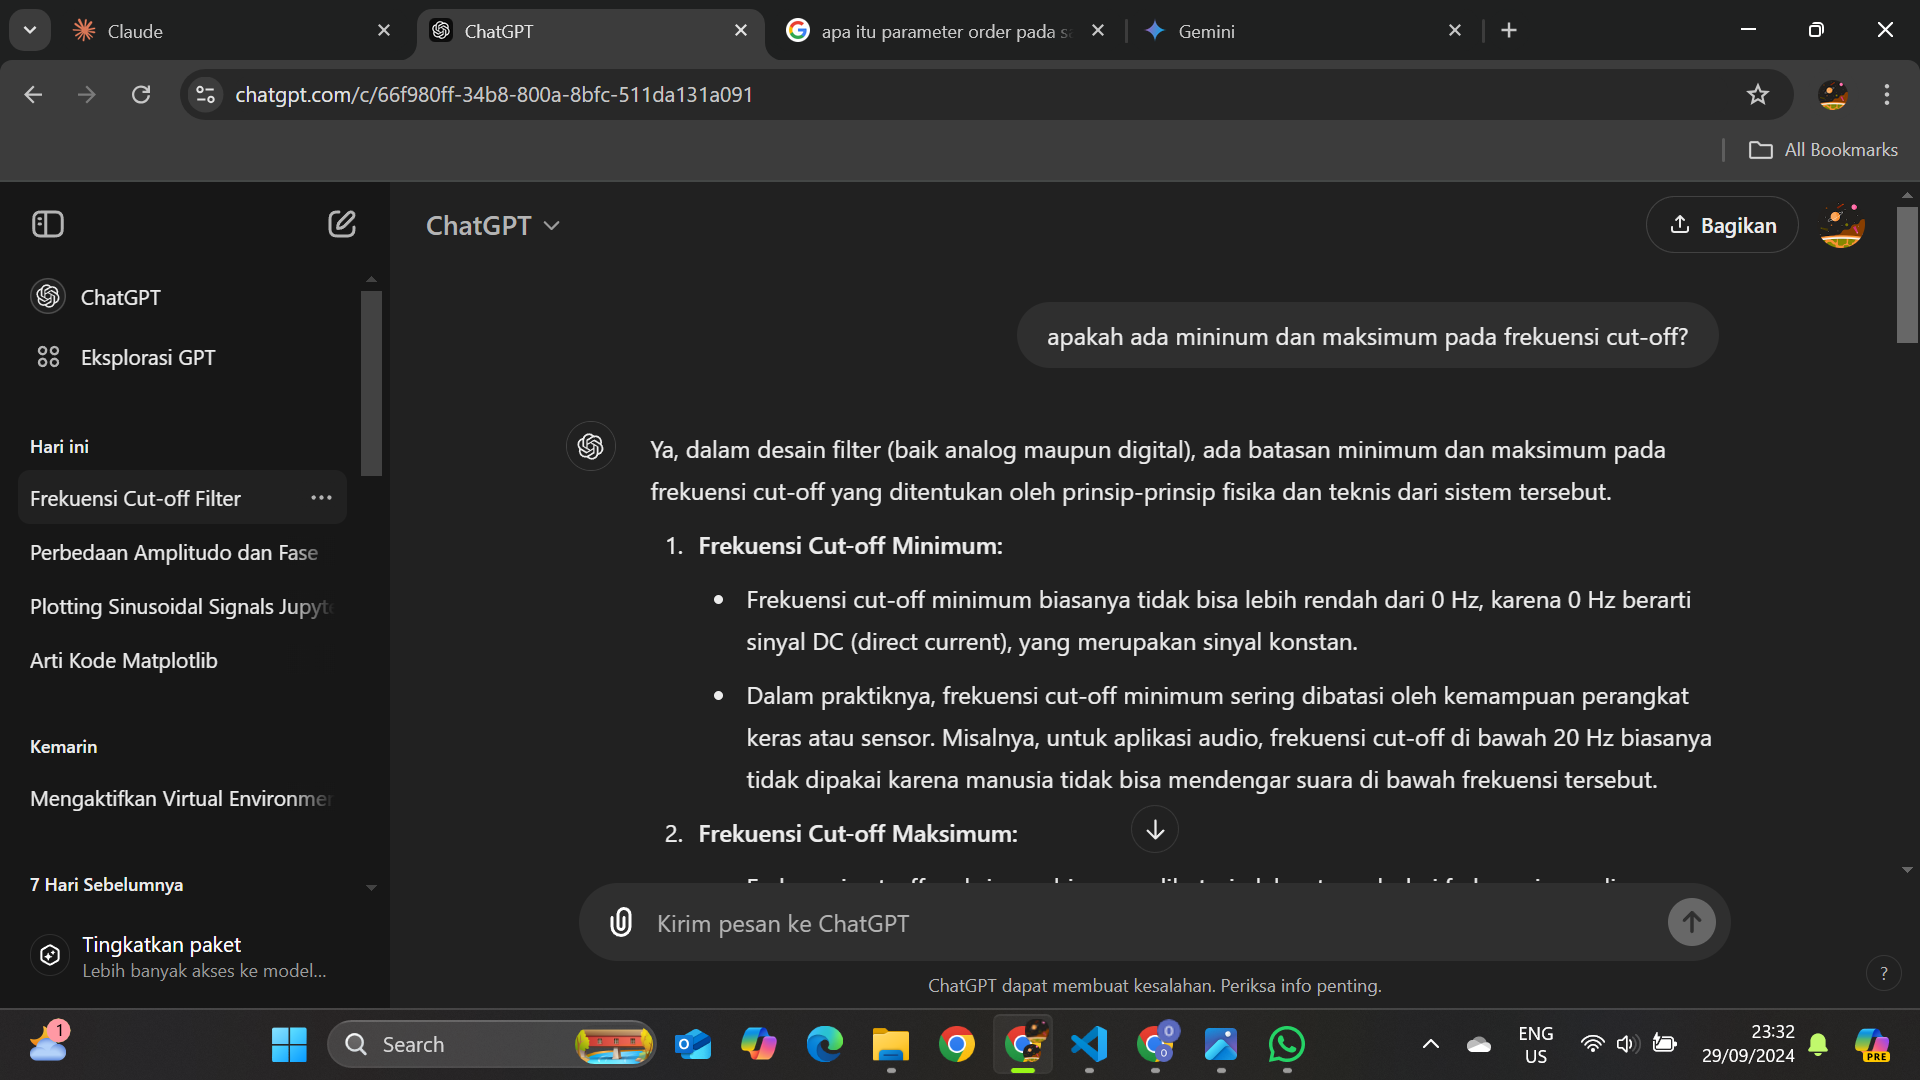 Claude
ChatGPT
apa itu parameter order pada sa
Gemini
chatgpt.com/c/66f980ff-34b8-800a-8bfc-511da131a091
All Bookmarks
ChatGPT
Bagikan
ChatGPT
Eksplorasi GPT
Hari ini
Frekuensi Cut-off Filter
Perbedaan Amplitudo dan Fase
Plotting Sinusoidal Signals Jupyte
Arti Kode Matplotlib
Kemarin
Mengaktifkan Virtual Environmen
7 Hari Sebelumnya
Tingkatkan paket
Lebih banyak akses ke model...
apakah ada mininum dan maksimum pada frekuensi cut-off?
Ya, dalam desain filter (baik analog maupun digital), ada batasan minimum dan maksimum pada
frekuensi cut-off yang ditentukan oleh prinsip-prinsip fisika dan teknis dari sistem tersebut.
1. Frekuensi Cut-off Minimum:
• Frekuensi cut-off minimum biasanya tidak bisa lebih rendah dari 0 Hz, karena 0 Hz berarti
sinyal DC (direct current), yang merupakan sinyal konstan.
• Dalam praktiknya, frekuensi cut-off minimum sering dibatasi oleh kemampuan perangkat
keras atau sensor. Misalnya, untuk aplikasi audio, frekuensi cut-off di bawah 20 Hz biasanya
tidak dipakai karena manusia tidak bisa mendengar suara di bawah frekuensi tersebut.
2. Frekuensi Cut-off Maksimum:
Kirim pesan ke ChatGPT
ChatGPT dapat membuat kesalahan. Periksa info penting.
?
1
Search
0
0
ENG
US
23:32
29/09/2024
PRE